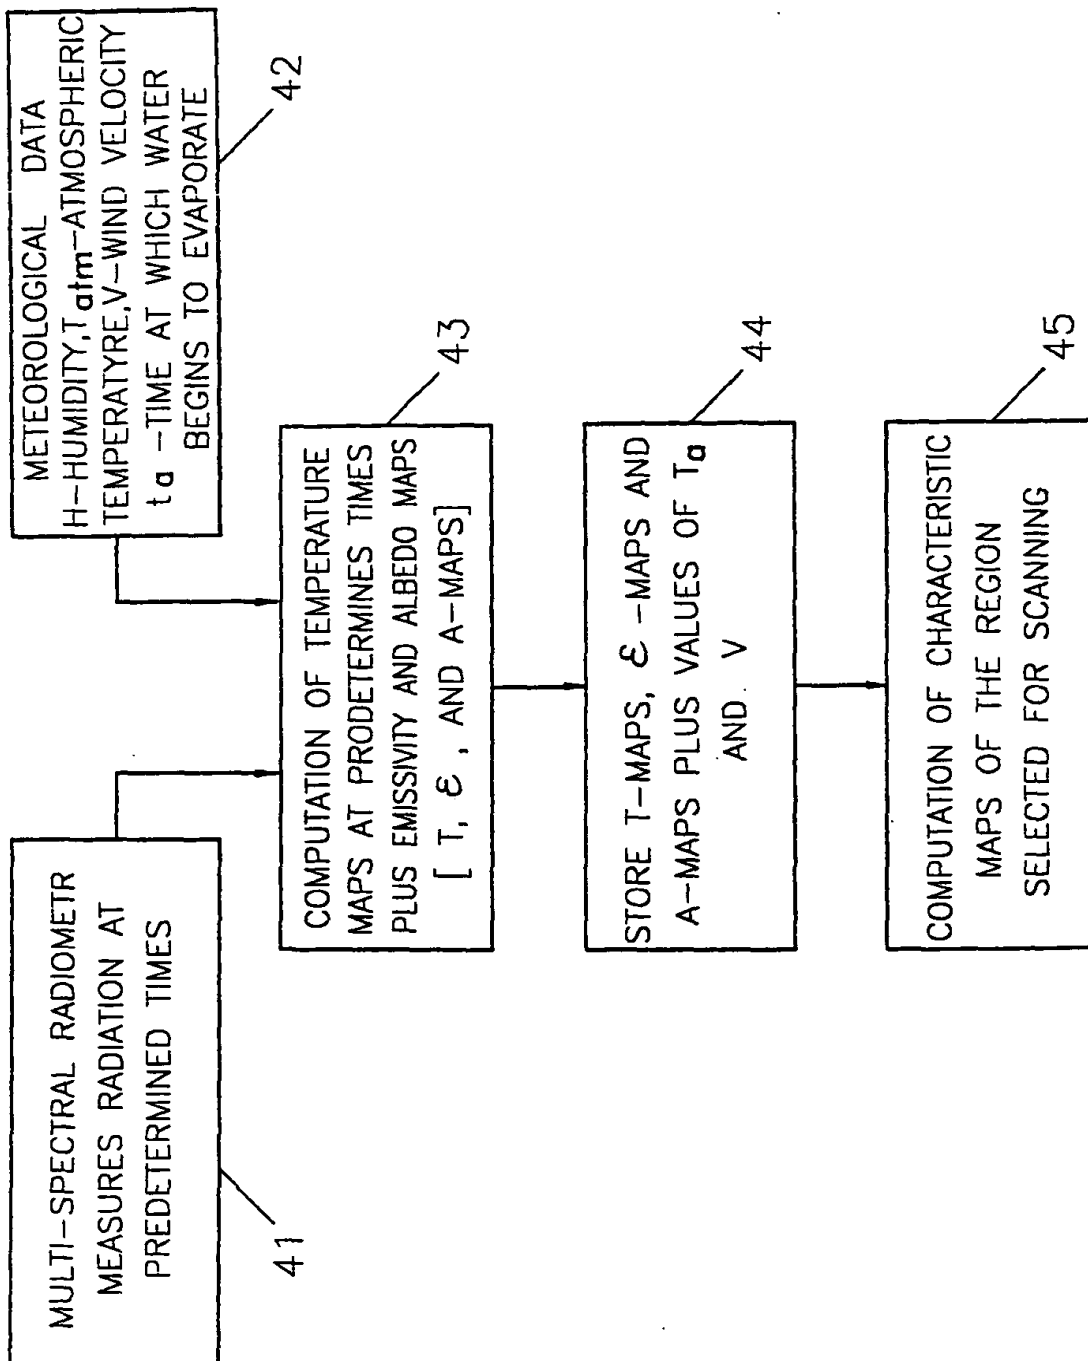 MULTI-SPECTRAL RADIOMETR
MEASURES RADIATION AT
PREDETERMINED TIMES
41
METEOROLOGICAL DATA
H-HUMIDITY,Tatm-ATMOSPHERIC
TEMPERATYRE,V-WIND VELOCITY
ta -TIME AT WHICH WATER
BEGINS TO EVAPORATE
42
COMPUTATION OF TEMPERATURE
MAPS AT PRODETERMINES TIMES
PLUS EMISSIVITY AND ALBEDO MAPS
[ T, ε, AND A-MAPS]
43
STORE T-MAPS, ε -MAPS AND
A-MAPS PLUS VALUES OF Ta
AND. V
44
COMPUTATION OF CHARACTERISTIC
MAPS OF THE REGION
SELECTED FOR SCANNING
45